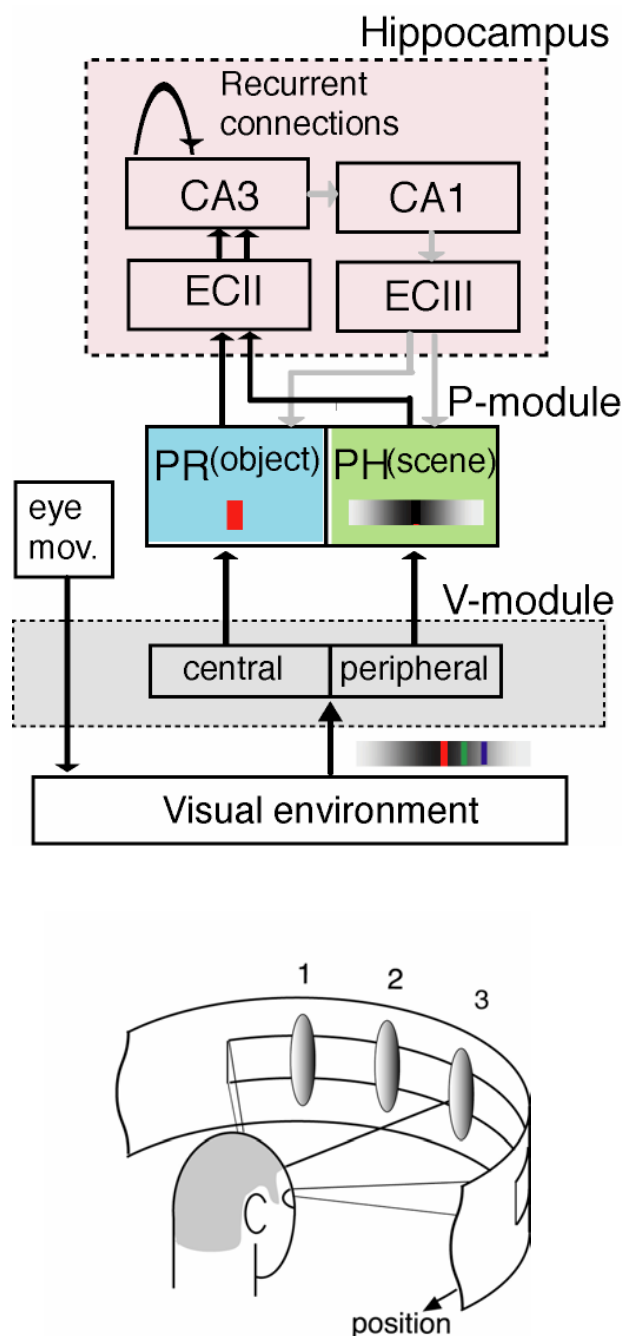 Hippocampus
Recurrent
connections
CA3
CA1
ECII
ECIII
P-module
PR(object)
PH(scene)
eye
mov.
V-module
central
peripheral
Visual environment
1
2
3
position